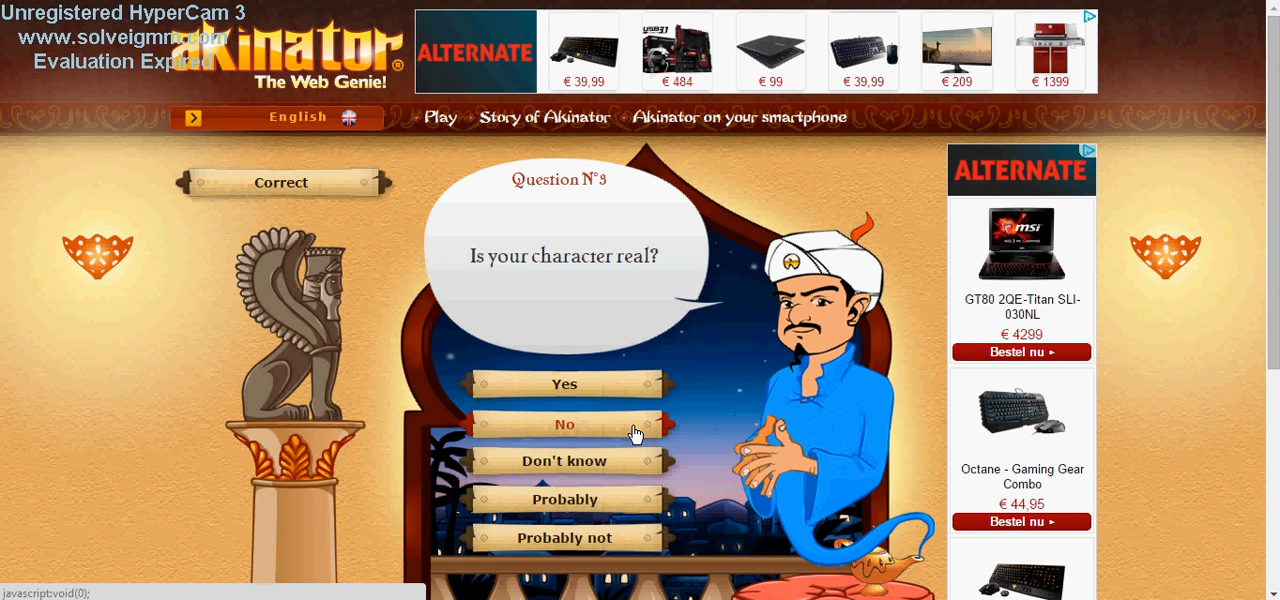 Unregistered HyperCam 3
www.solveigmm.com
Evaluation Expired
akinator®
The Web Genie!
ALTERNATE
€ 39,99
€ 484
€ 99
€ 39,99
€ 209
€ 1399
English
Play
Story of Akinator
Akinator on your smartphone
Correct
Question N°3
Is your character real?
Yes
No
Don't know
Probably
Probably not
ALTERNATE
msi
GT80 2QE-Titan SLI-
030NL
€ 4299
Bestel nu
Octane - Gaming Gear
Combo
€ 44,95
Bestel nu
javascript:void(0);